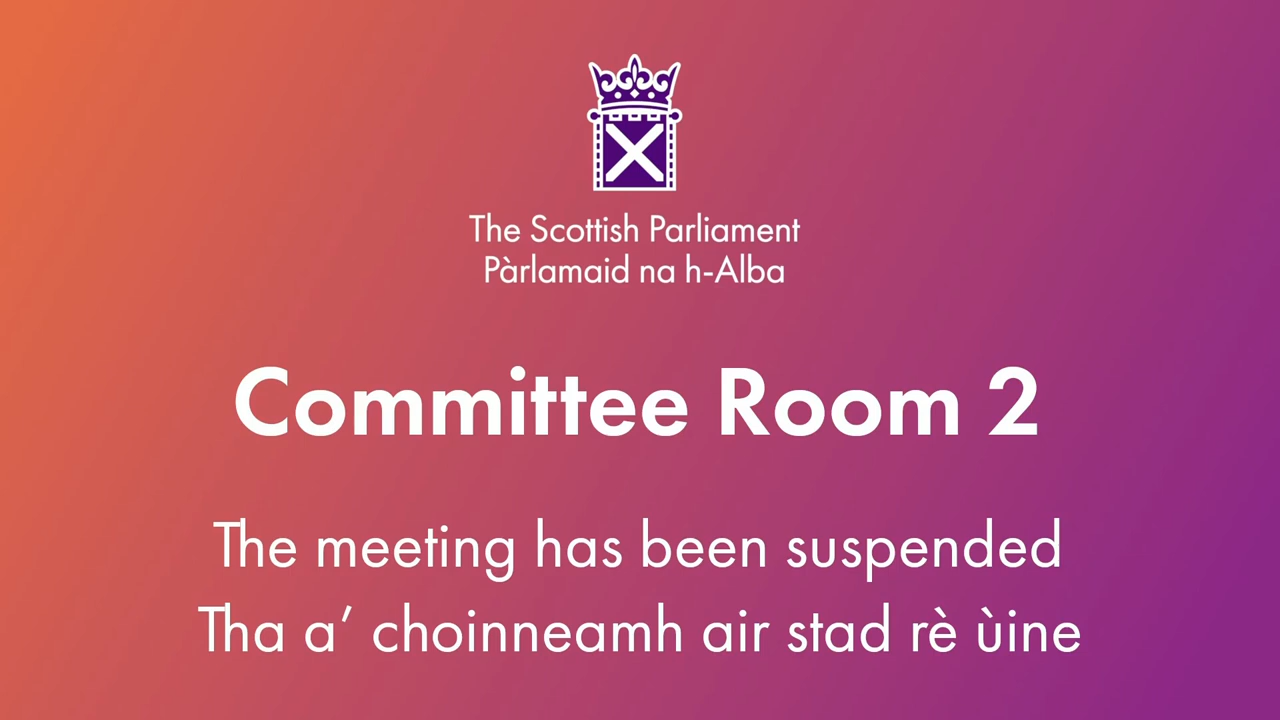 The Scottish Parliament
Pàrlamaid na h-Alba
Committee Room 2
The meeting has been suspended
Tha a’ choinneamh air stad rè ùine